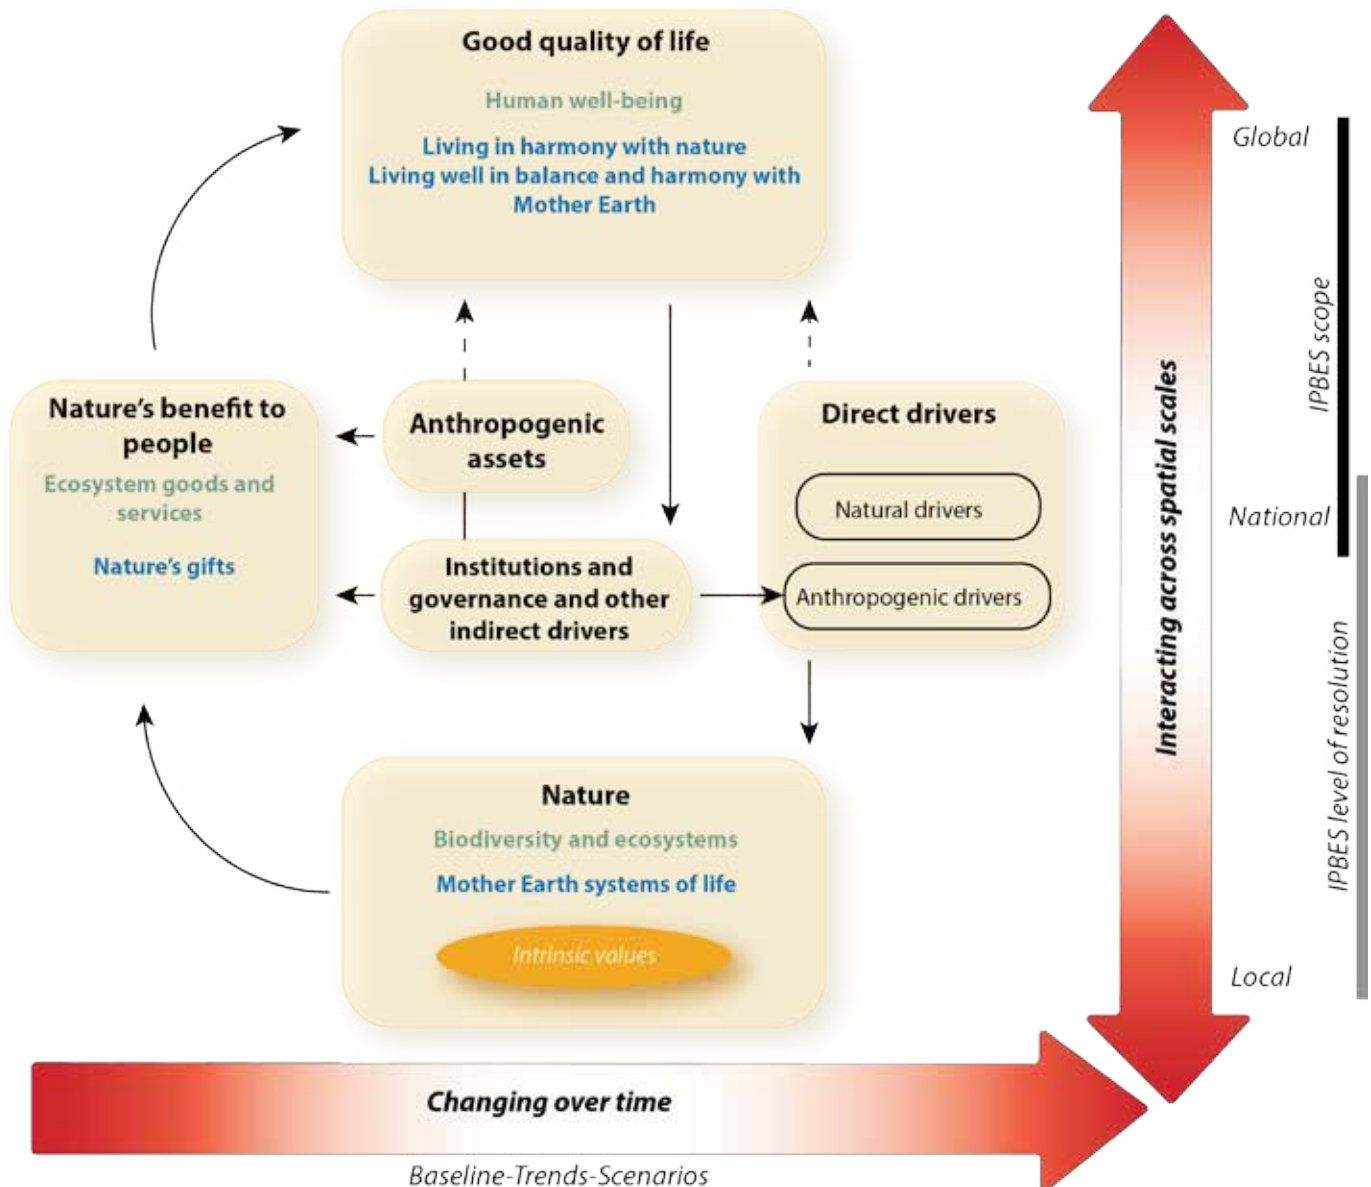 Good quality of life
Human well-being
Living in harmony with nature
Living well in balance and harmony with
Mother Earth
Nature's benefit to
people
Ecosystem goods and
services
Nature's gifts
Anthropogenic
assets
Institutions and
governance and other
indirect drivers
Direct drivers
Natural drivers
Anthropogenic drivers
Nature
Biodiversity and ecosystems
Mother Earth systems of life
Intrinsic values
Changing over time
Baseline-Trends-Scenarios
Interacting across spatial scales
Global
National
Local
IPBES scope
IPBES level of resolution